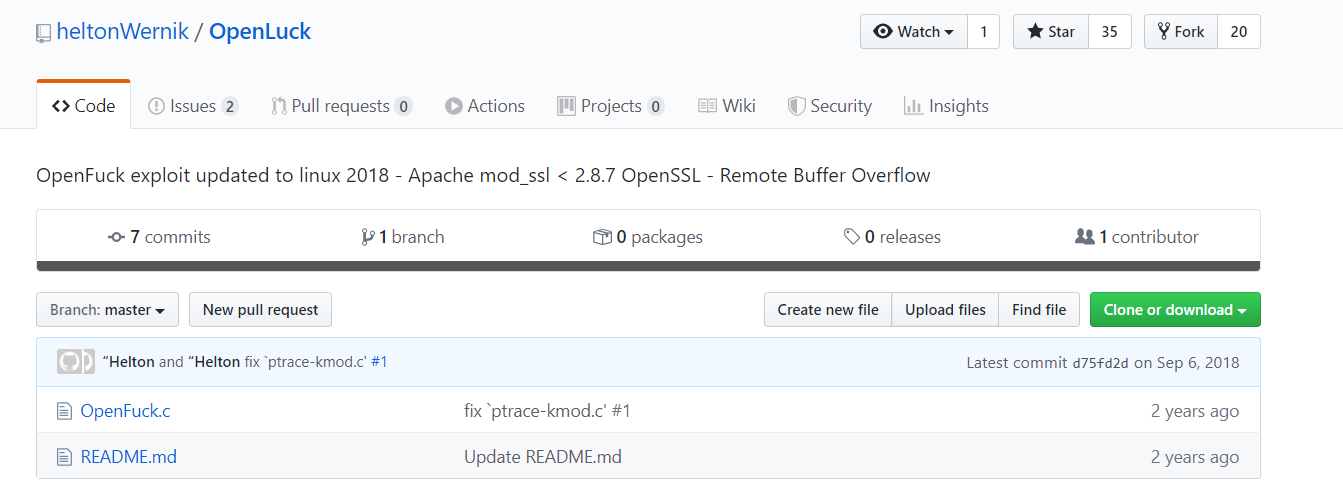 heltonWernik / OpenLuck Watch 1 Star 35 Fork 20
Code Issues 2 Pull requests 0 Actions Projects 0 Wiki Security Insights
OpenFuck exploit updated to linux 2018 - Apache mod_ssl < 2.8.7 OpenSSL - Remote Buffer Overflow
7 commits 1 branch 0 packages 0 releases 1 contributor
Branch: master New pull request Create new file Upload files Find file Clone or download
“Helton and “Helton fix `ptrace-kmod.c' #1 Latest commit d75fd2d on Sep 6, 2018
OpenFuck.c fix `ptrace-kmod.c' #1 2 years ago
README.md Update README.md 2 years ago